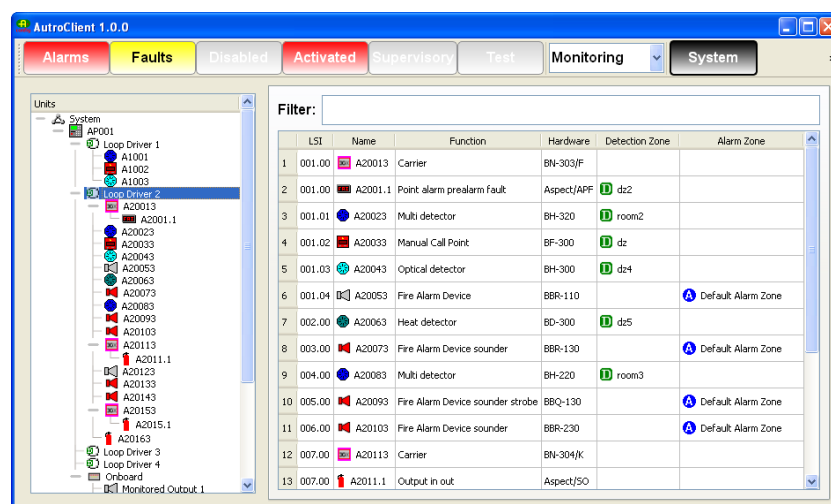 AutroClient 1.0.0
Alarms Faults Disabled Activated Supervisory Test Monitoring System
Units
System
AP001
Loop Driver 1
A1001
A1002
A1003
Loop Driver 2
A20013
A2001.1
A20023
A20033
A20043
A20053
A20063
A20073
A20083
A20093
A20103
A20113
A2011.1
A20123
A20133
A20143
A20153
A2015.1
A20163
Loop Driver 3
Loop Driver 4
Onboard
Monitored Output 1
Filter:
LSI Name Function Hardware Detection Zone Alarm Zone
1 001.00 A20013 Carrier BN-303/F
2 001.00 A2001.1 Point alarm prealarm fault Aspect/APF D dz2
3 001.01 A20023 Multi detector BH-320 D room2
4 001.02 A20033 Manual Call Point BF-300 D dz
5 001.03 A20043 Optical detector BH-300 D dz4
6 001.04 A20053 Fire Alarm Device BBR-110 A Default Alarm Zone
7 002.00 A20063 Heat detector BD-300 D dz5
8 003.00 A20073 Fire Alarm Device sounder BBR-130 A Default Alarm Zone
9 004.00 A20083 Multi detector BH-220 D room3
10 005.00 A20093 Fire Alarm Device sounder strobe BBQ-130 A Default Alarm Zone
11 006.00 A20103 Fire Alarm Device sounder BBR-230 A Default Alarm Zone
12 007.00 A20113 Carrier BN-304/K
13 007.00 A2011.1 Output in out Aspect/SO